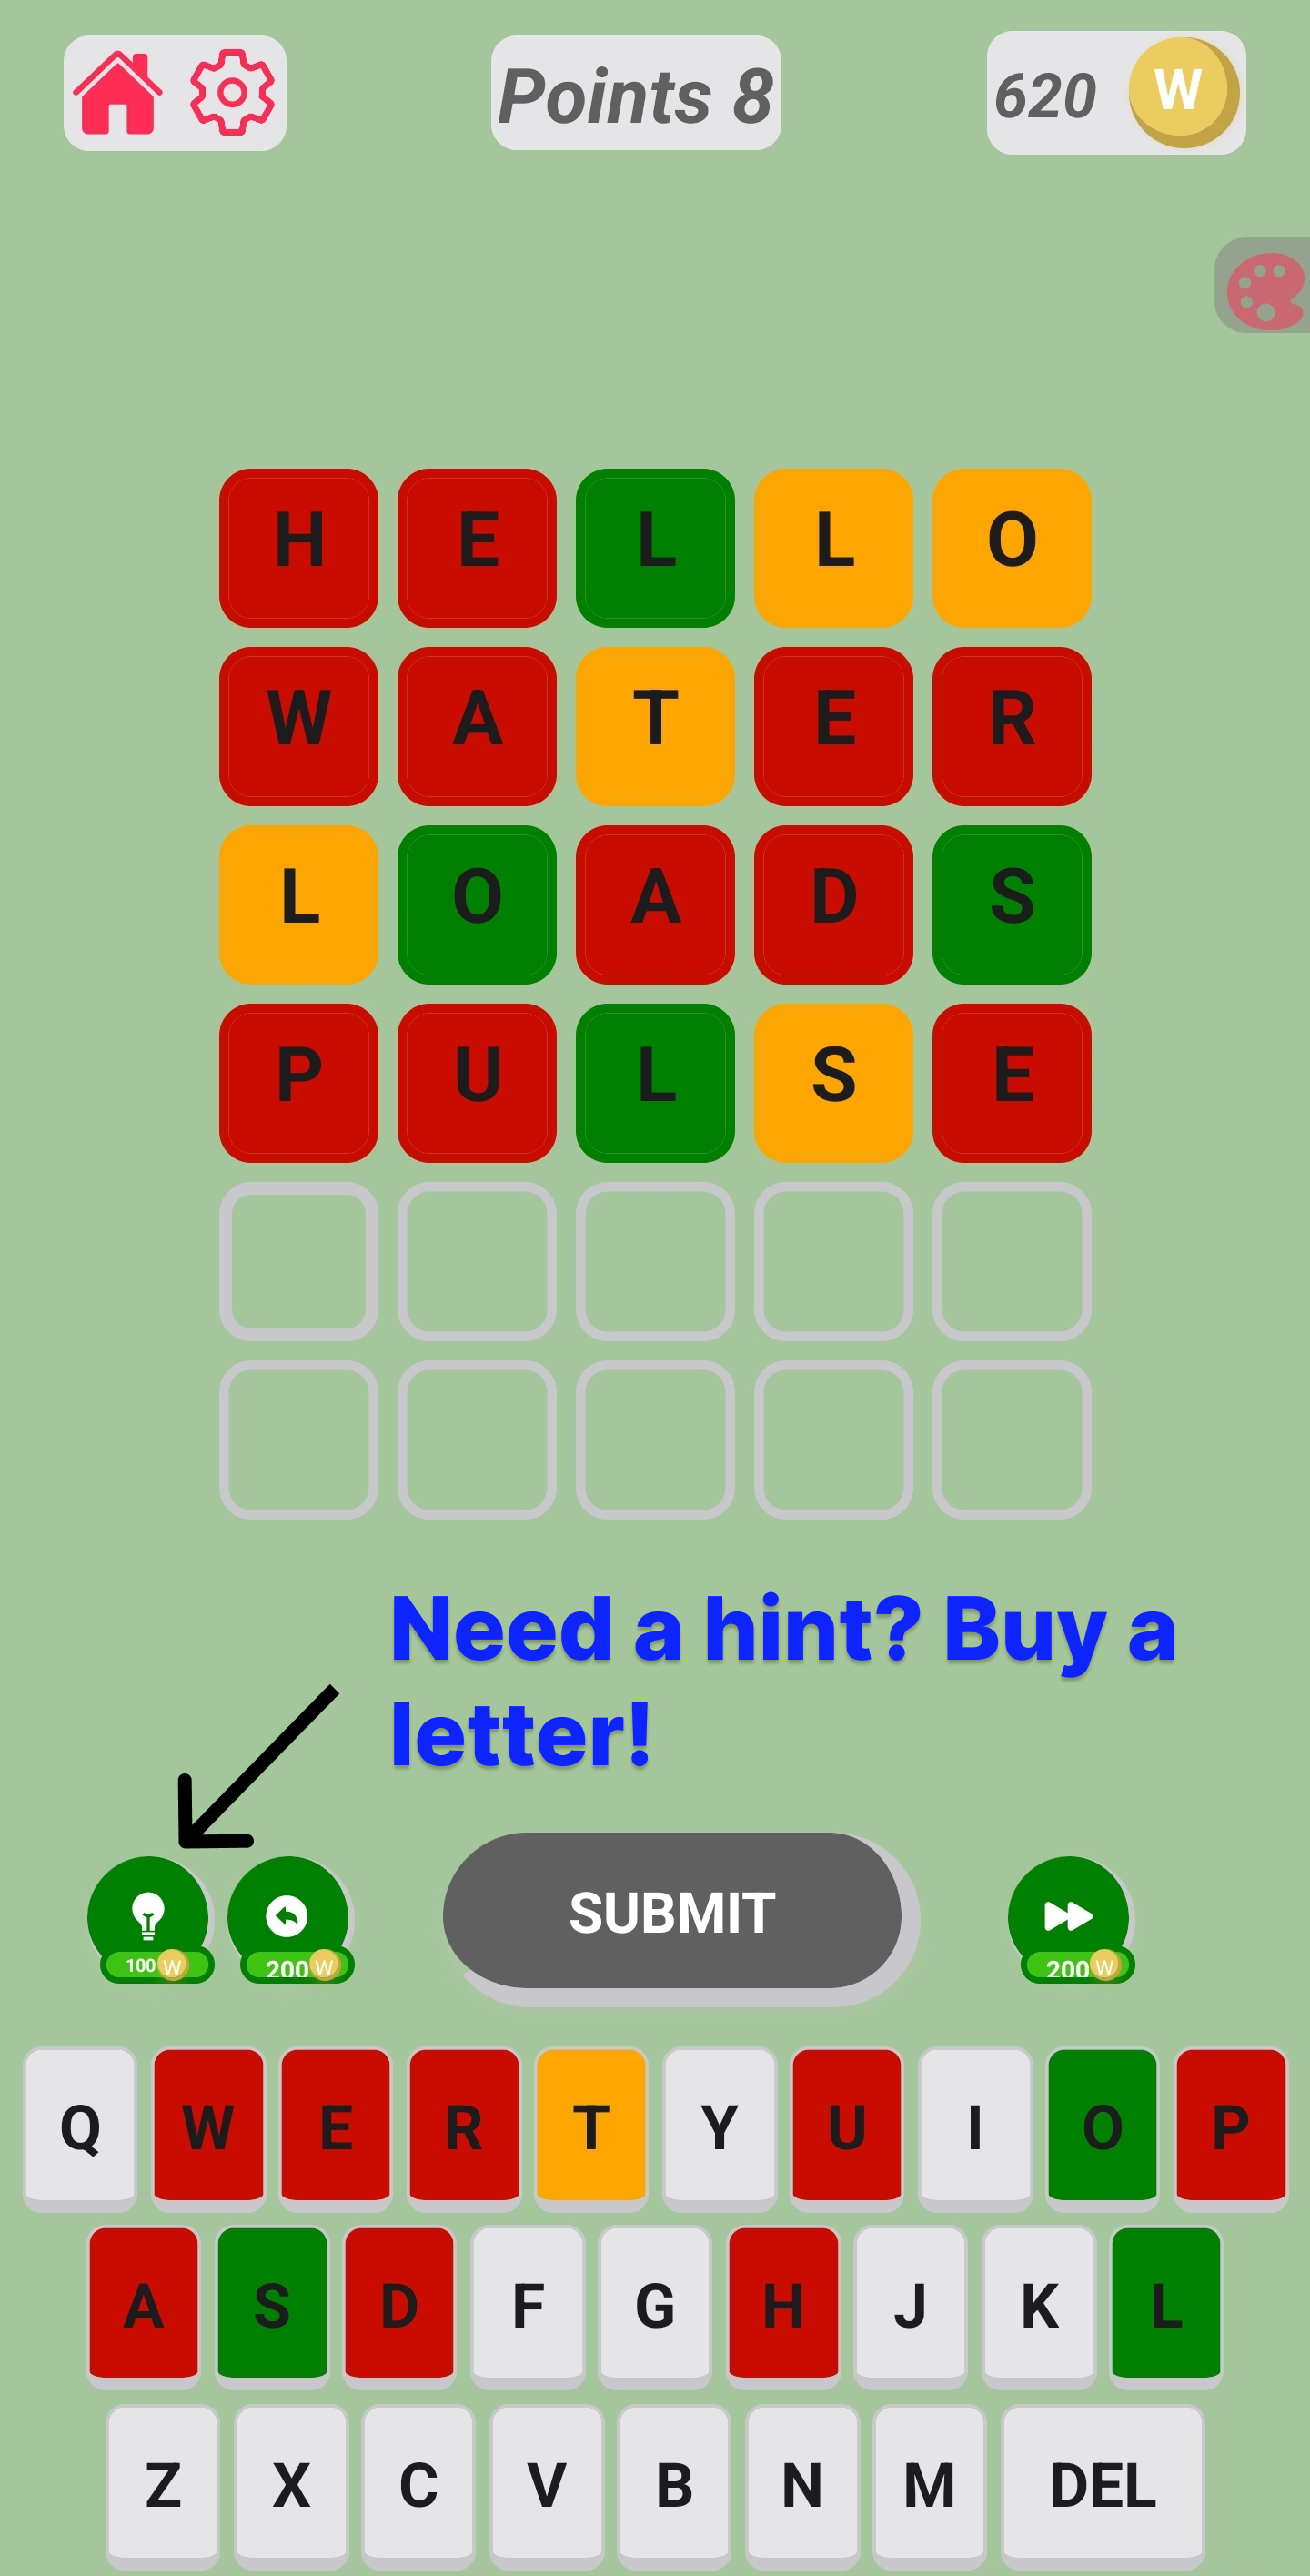 Points 8
620 W
H E L L O
W A T E R
L O A D S
P U L S E
Need a hint? Buy a
letter!
SUBMIT
100 W 200 W 200 W
Q W E R T Y U I O P
A S D F G H J K L
Z X C V B N M DEL